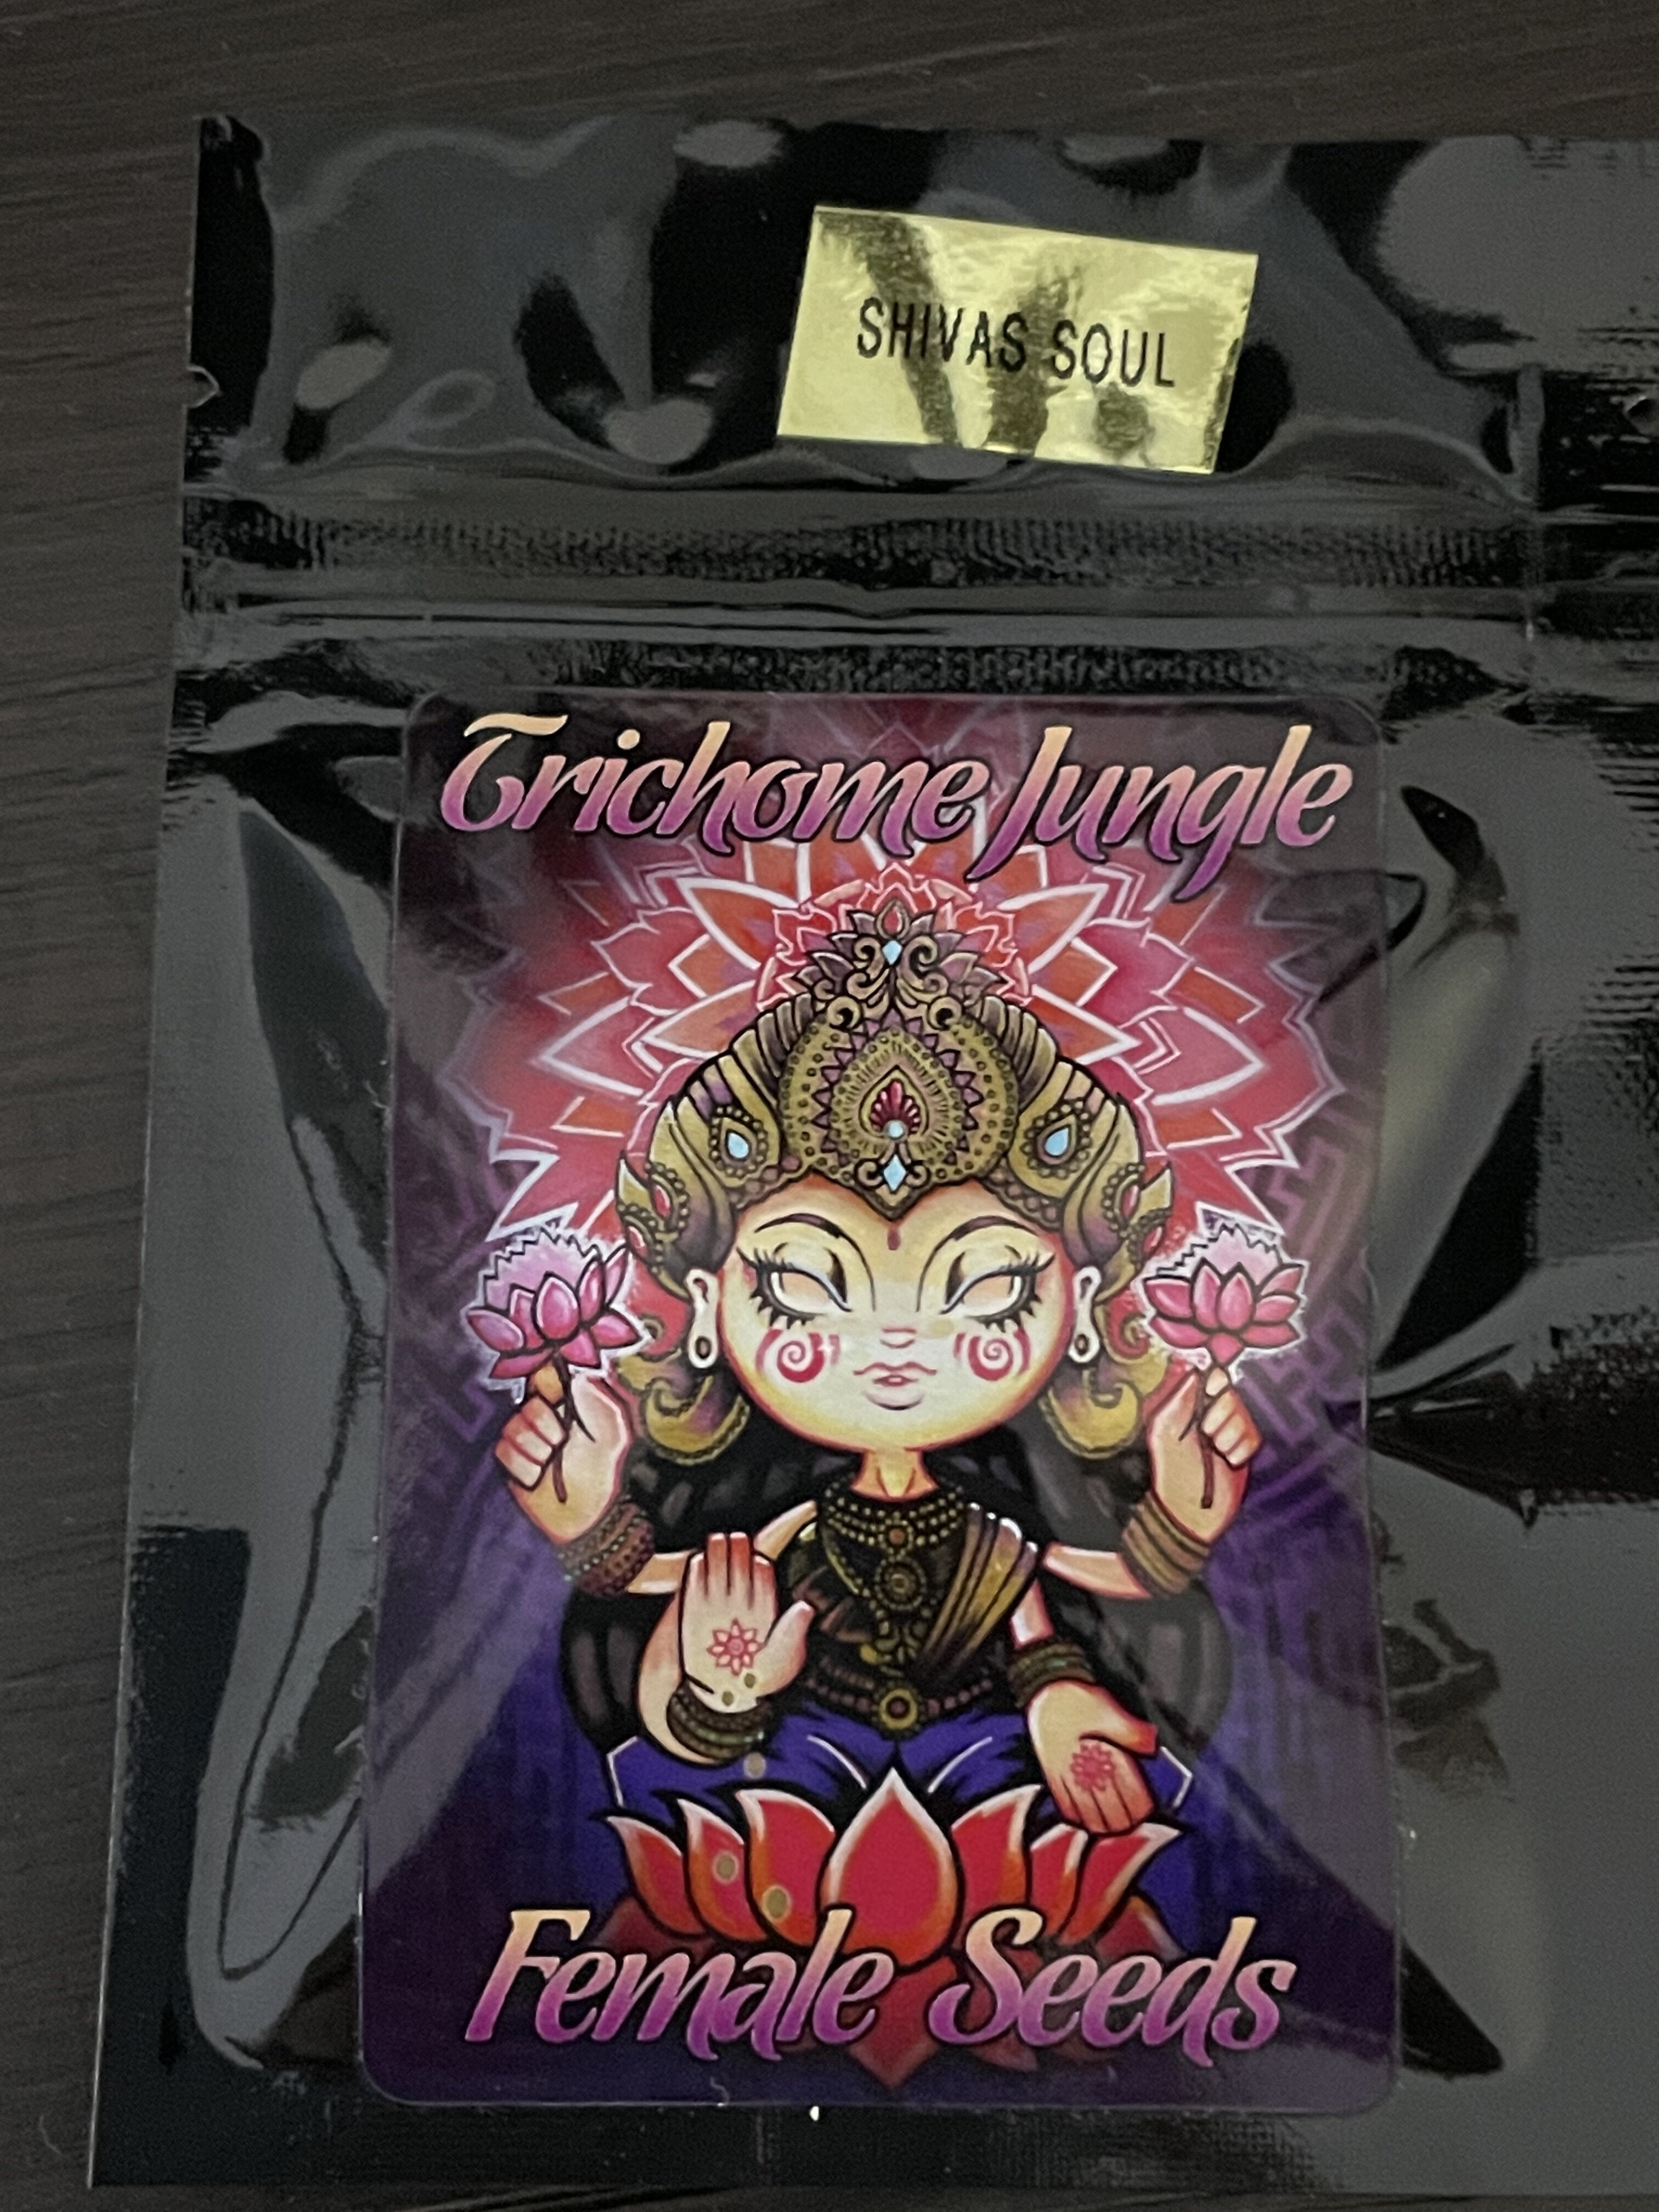 SHIVAS SOUL
Trichome Jungle
Female Seeds